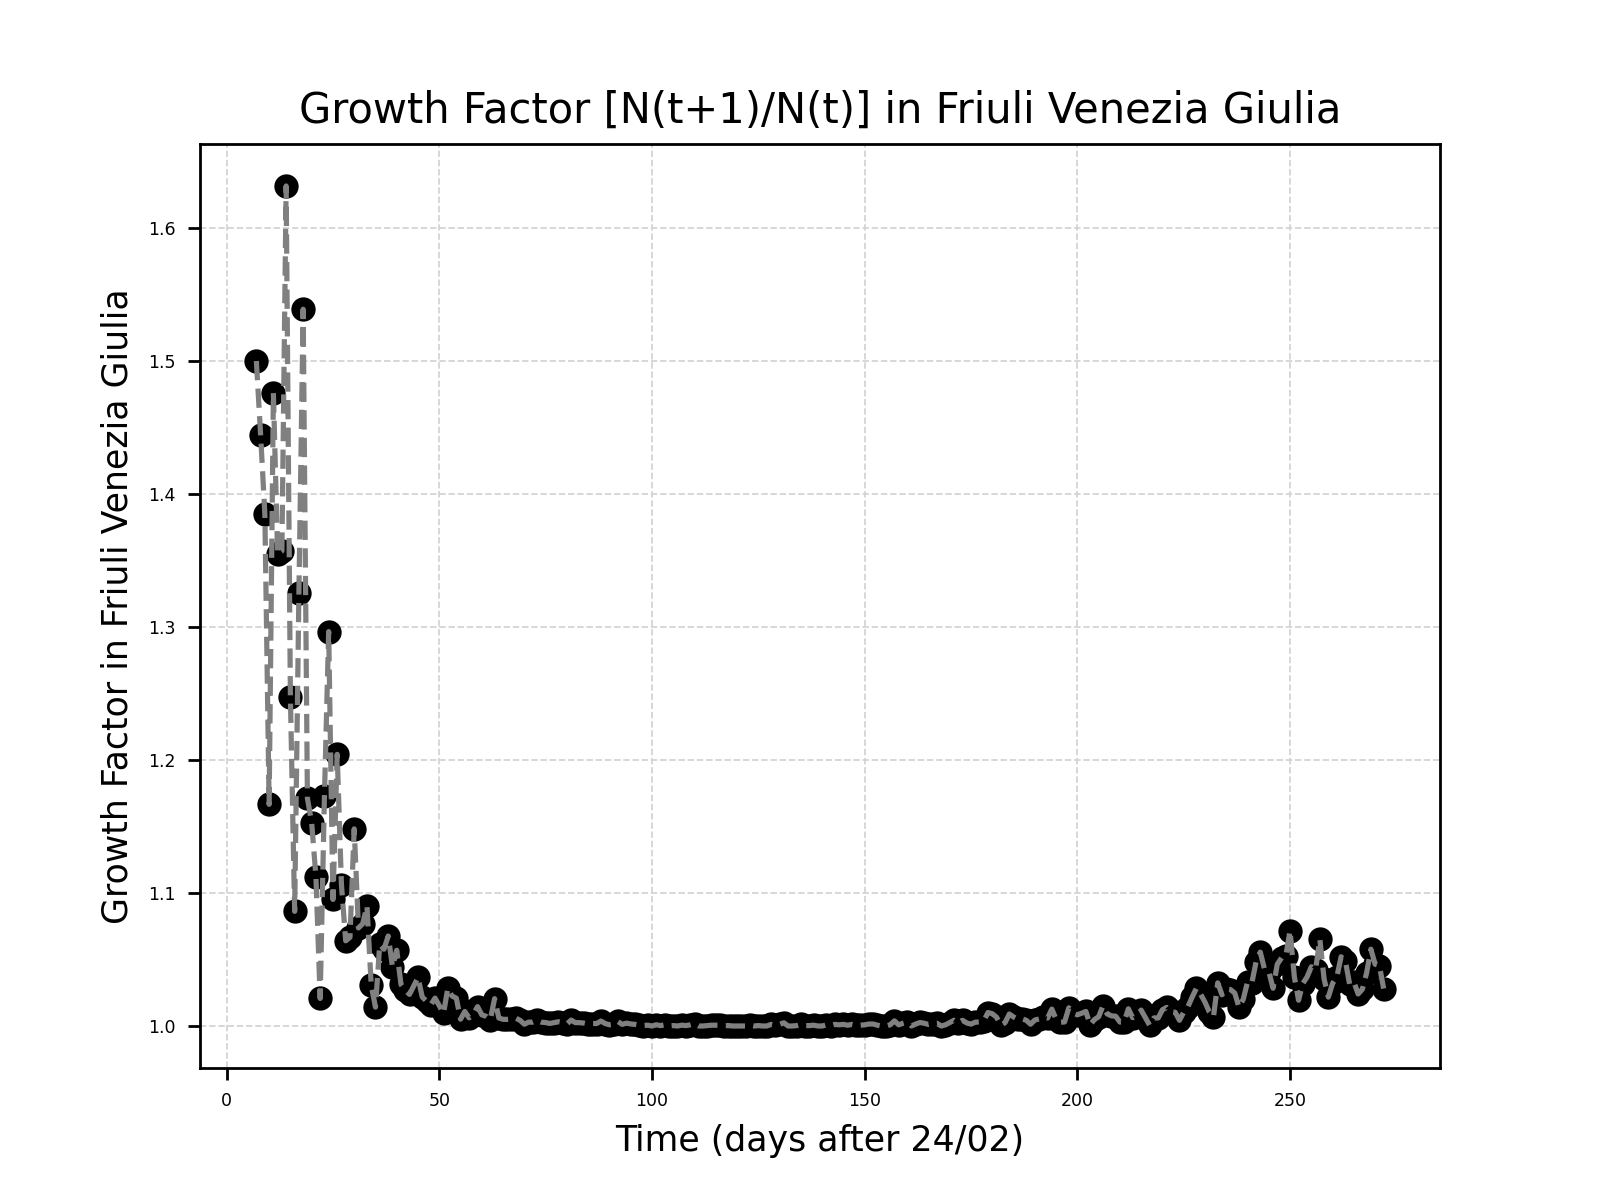 Growth Factor [N(t+1)/N(t)] in Friuli Venezia Giulia
Growth Factor in Friuli Venezia Giulia
1.6
1.5
1.4
1.3
1.2
1.1
1.0
0 50 100 150 200 250
Time (days after 24/02)